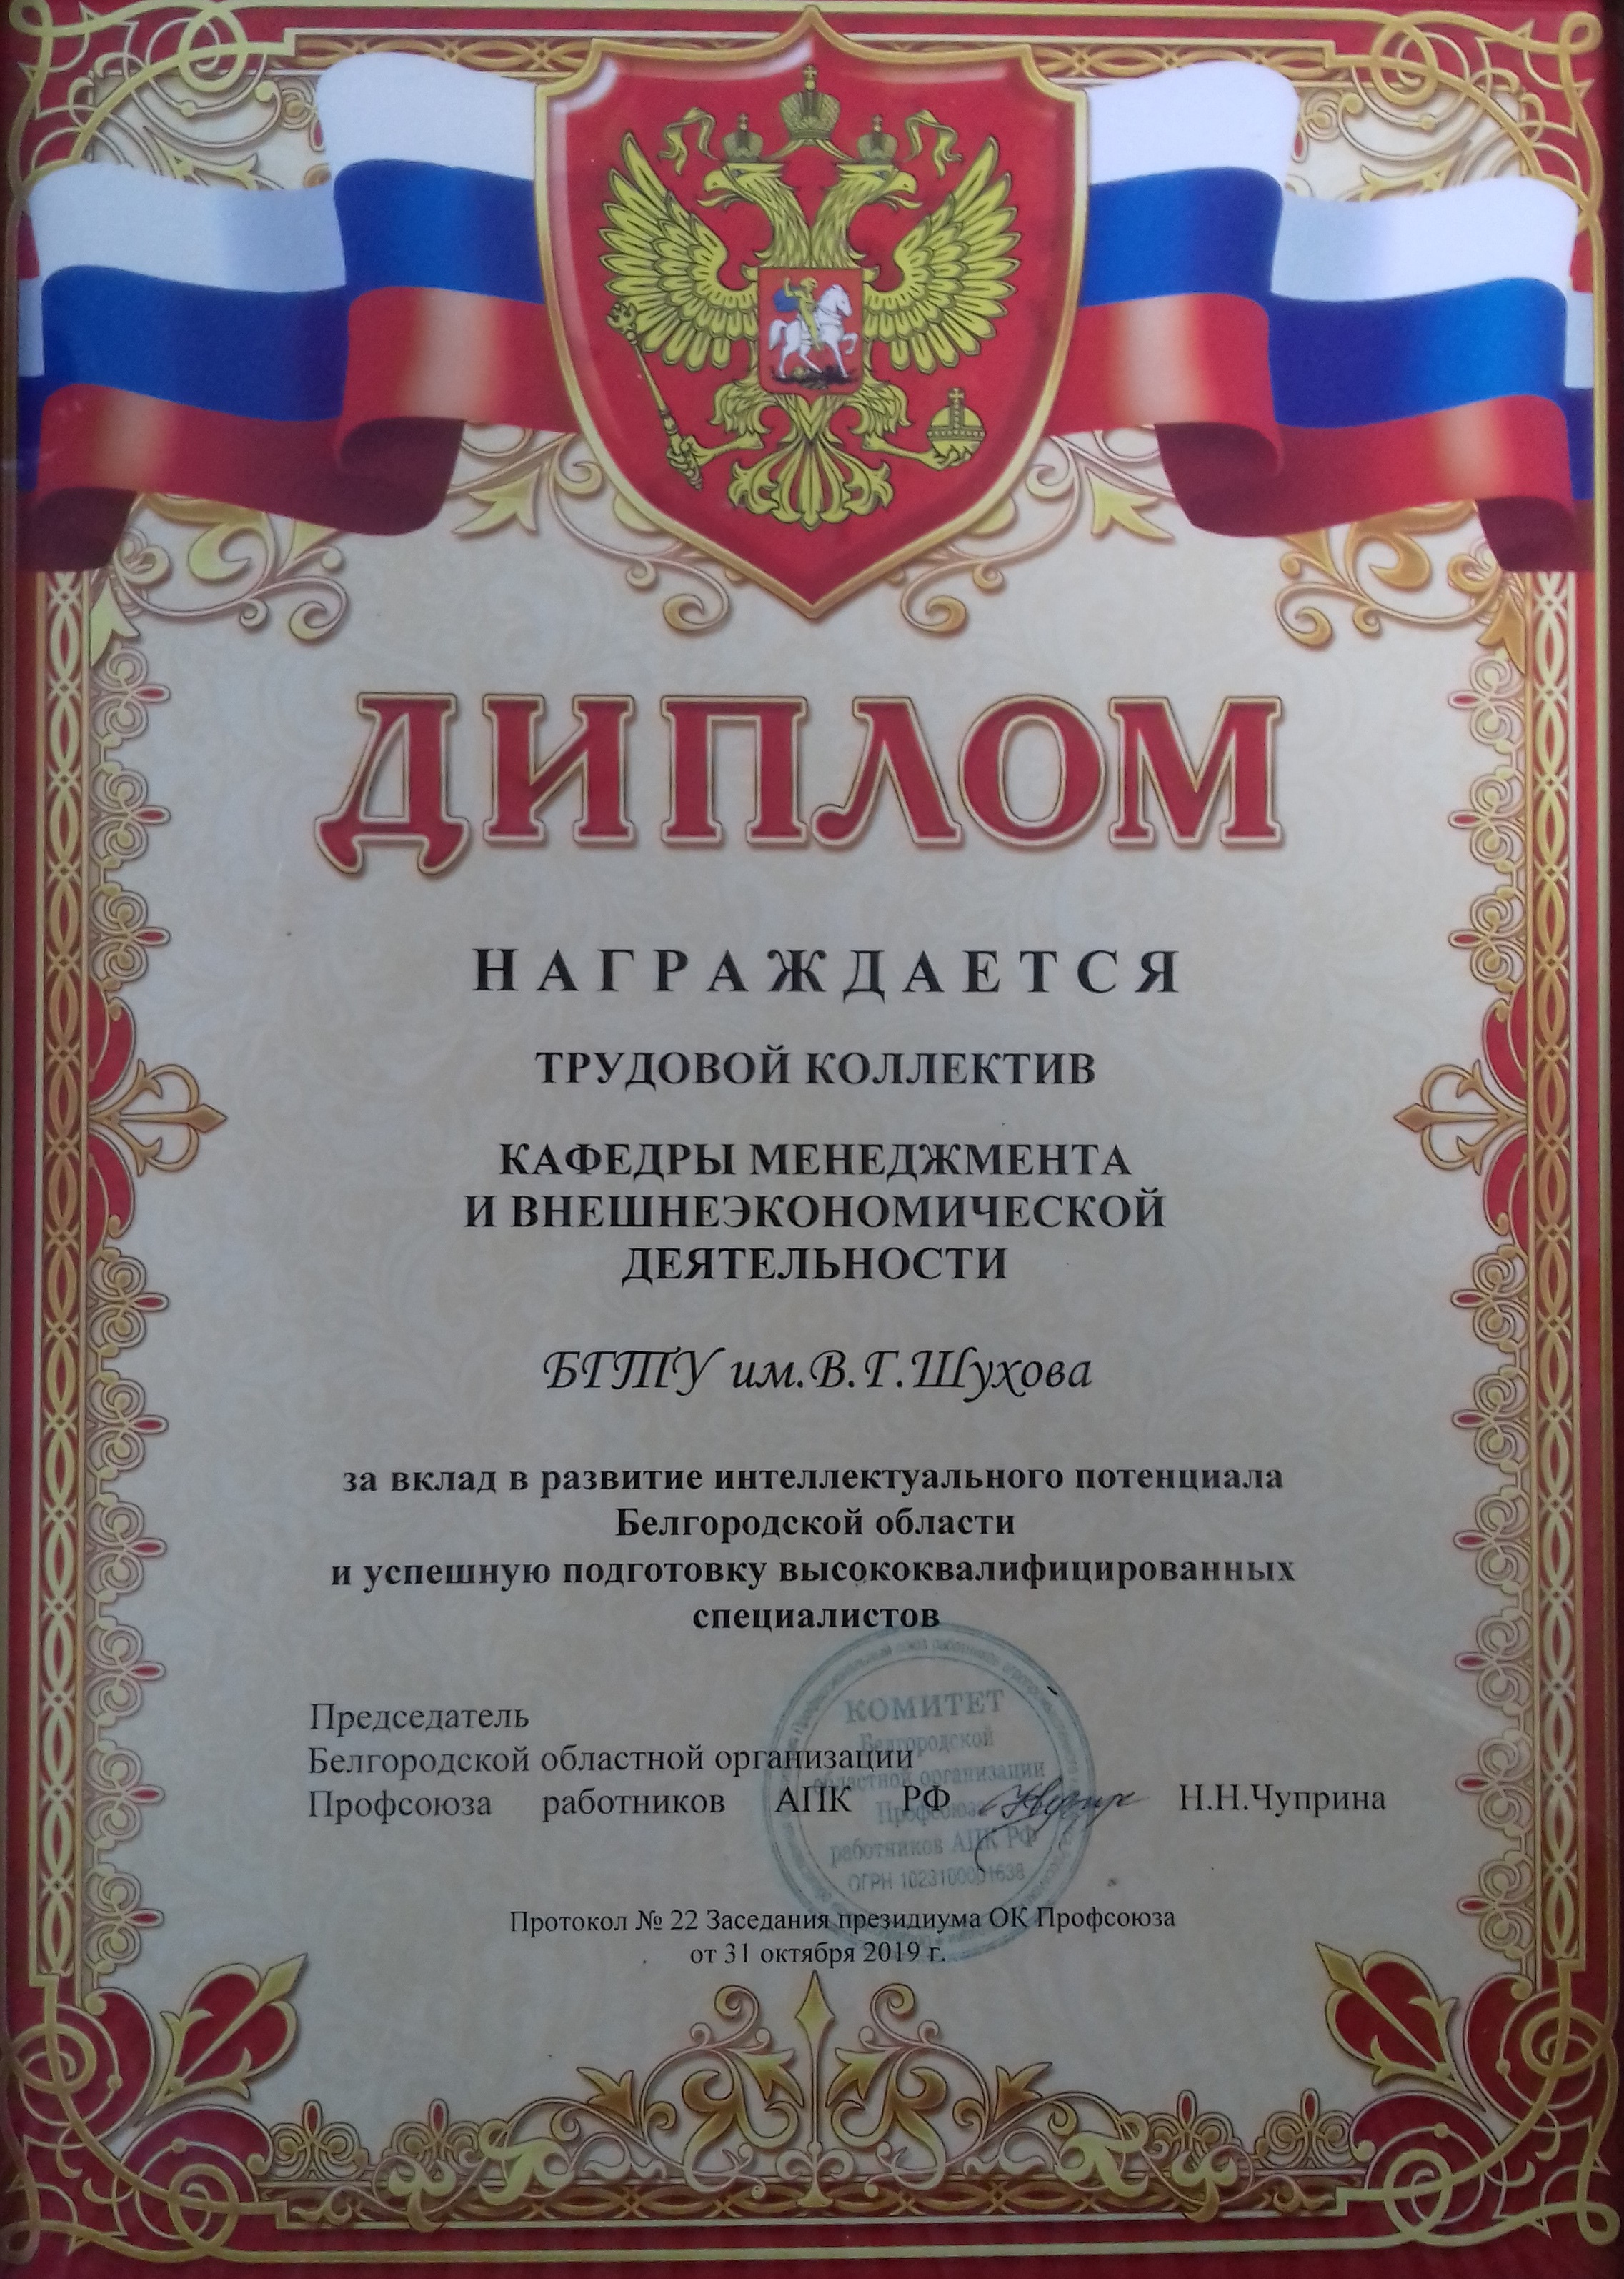 ДИПЛОМ
НАГРАЖДАЕТСЯ
ТРУДОВОЙ КОЛЛЕКТИВ
КАФЕДРЫ МЕНЕДЖМЕНТА
И ВНЕШНЕЭКОНОМИЧЕСКОЙ
ДЕЯТЕЛЬНОСТИ
БГТУ им.В.Г.Шухова
за вклад в развитие интеллектуального потенциала
Белгородской области
и успешную подготовку высококвалифицированных
специалистов
Председатель
Белгородской областной организации
Профсоюза работников АПК РФ Н.Н.Чуприна
КОМИТЕТ
Белгородской
областной организации
Профсоюза
работников АПК РФ
ОГРН 1023100001638
Протокол № 22 Заседания президиума ОК Профсоюза
от 31 октября 2019 г.